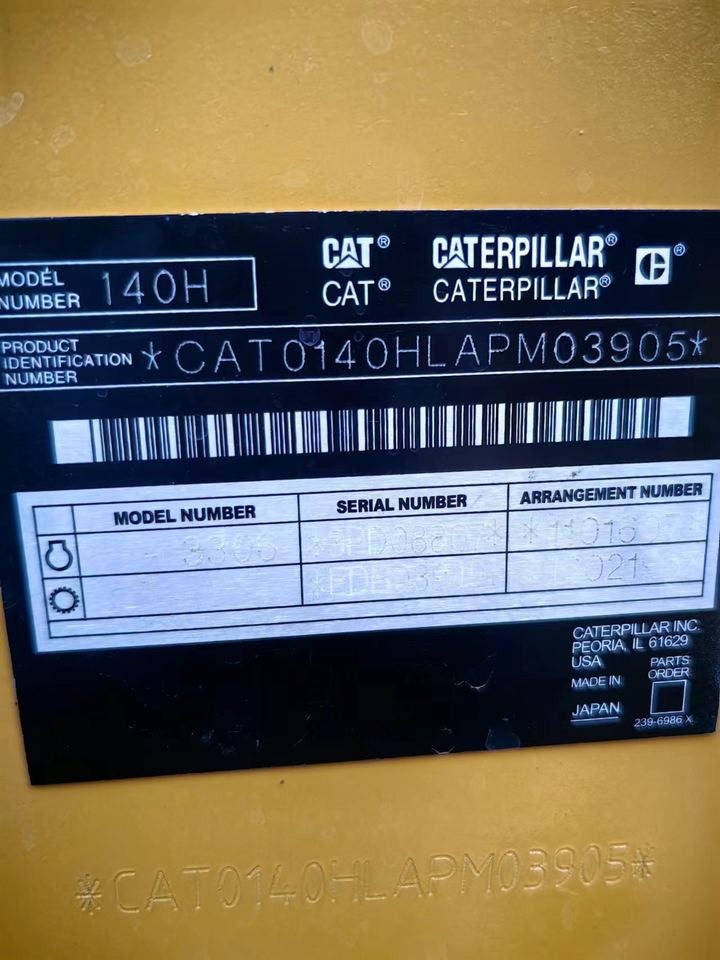 MODEL NUMBER 140H
CAT® CATERPILLAR®
CAT® CATERPILLAR®
PRODUCT IDENTIFICATION NUMBER *CAT0140HLAPM03905*
MODEL NUMBER SERIAL NUMBER ARRANGEMENT NUMBER
3306
CATERPILLAR INC.
PEORIA, IL 61629
USA
MADE IN
JAPAN
PARTS
ORDER
239-6986 X
*CAT0140HLAPM03905*